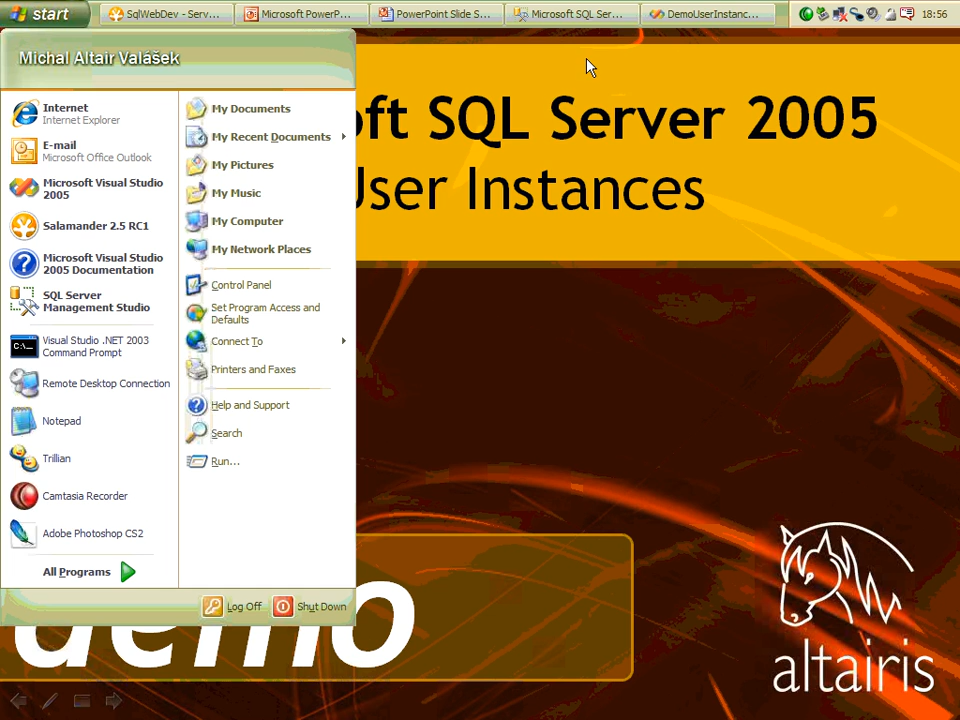 start
SqlWebDev - Serv...
Microsoft PowerP...
PowerPoint Slide S...
Microsoft SQL Ser...
DemoUserInstanc...
18:56
Michal Altair Valášek
oft SQL Server 2005
User Instances
Internet
Internet Explorer
E-mail
Microsoft Office Outlook
Microsoft Visual Studio
2005
Salamander 2.5 RC1
Microsoft Visual Studio
2005 Documentation
SQL Server
Management Studio
Visual Studio .NET 2003
Command Prompt
Remote Desktop Connection
Notepad
Trillian
Camtasia Recorder
Adobe Photoshop CS2
All Programs
My Documents
My Recent Documents
My Pictures
My Music
My Computer
My Network Places
Control Panel
Set Program Access and
Defaults
Connect To
Printers and Faxes
Help and Support
Search
Run...
Log Off
Shut Down
demo
altairis